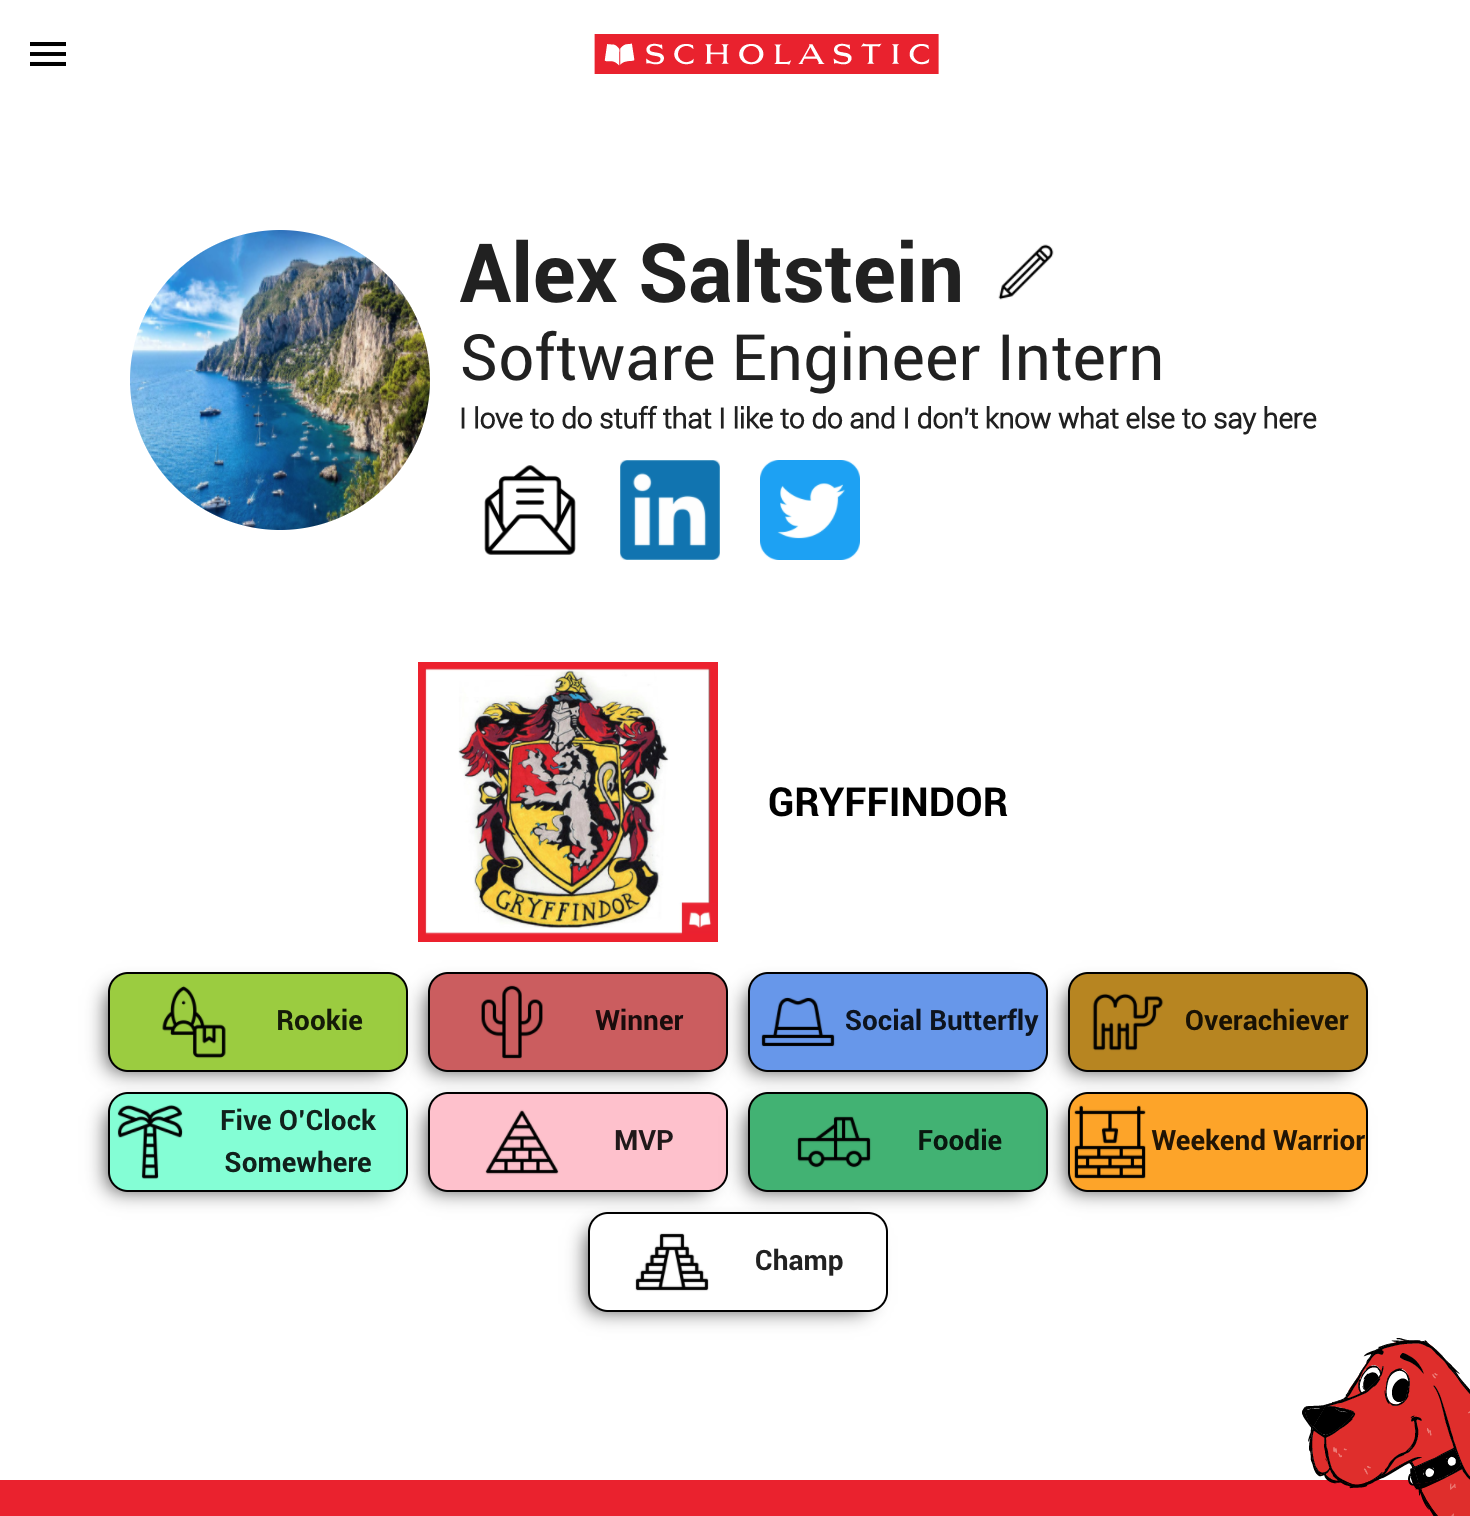 SCHOLASTIC
Alex Saltstein
Software Engineer Intern
I love to do stuff that I like to do and I don't know what else to say here
in
GRYFFINDOR
GRYFFINDOR
Rookie
Winner
Social Butterfly
Overachiever
Five O'Clock
Somewhere
MVP
Foodie
Weekend Warrior
Champ